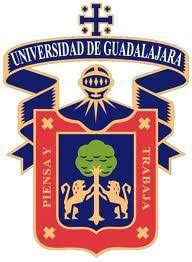 UNIVERSIDAD DE GUADALAJARA
PIENSA Y
TRABAJA